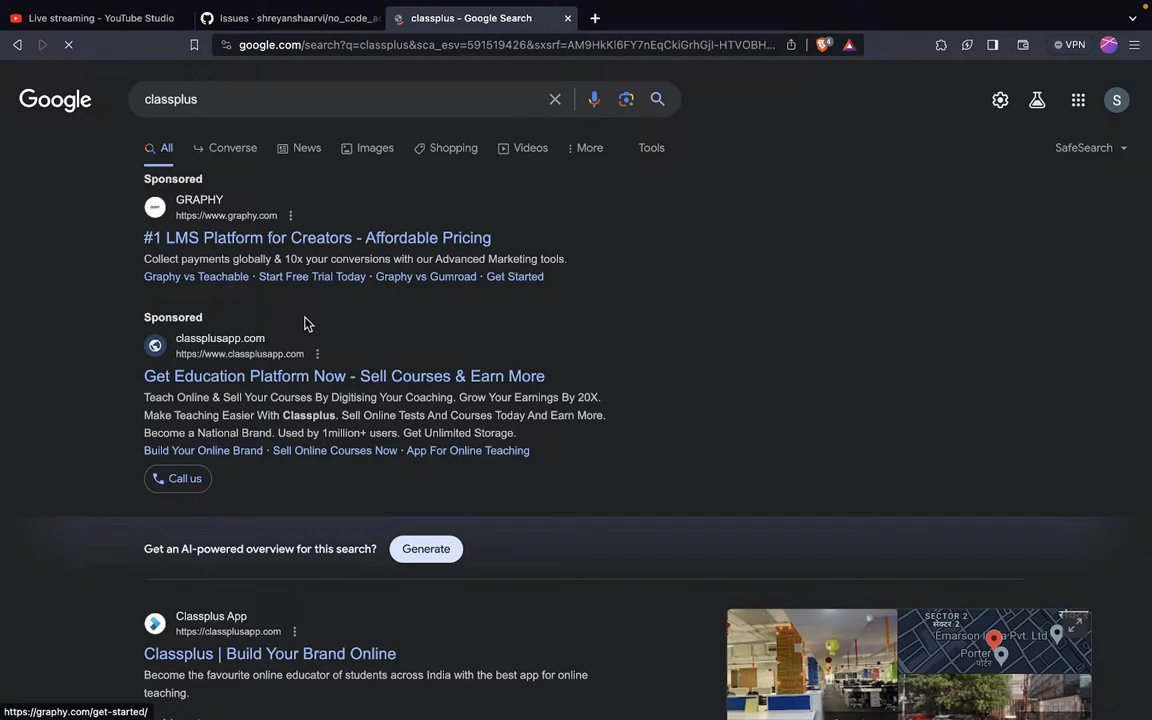 Live streaming - YouTube Studio
Issues · shreyanshaarvi/no_code_a
classplus - Google Search
google.com/search?q=classplus&sca_esv=591519426&sxsrf=AM9HkKl6FY7nEqCkiGrhGjI-HTVOBH...
4
VPN
Google
classplus
S
All
Converse
News
Images
Shopping
Videos
More
Tools
SafeSearch
Sponsored
GRAPHY
https://www.graphy.com
#1 LMS Platform for Creators - Affordable Pricing
Collect payments globally & 10x your conversions with our Advanced Marketing tools.
Graphy vs Teachable · Start Free Trial Today · Graphy vs Gumroad · Get Started
Sponsored
classplusapp.com
https://www.classplusapp.com
Get Education Platform Now - Sell Courses & Earn More
Teach Online & Sell Your Courses By Digitising Your Coaching. Grow Your Earnings By 20X.
Make Teaching Easier With Classplus. Sell Online Tests And Courses Today And Earn More.
Become a National Brand. Used by 1million+ users. Get Unlimited Storage.
Build Your Online Brand · Sell Online Courses Now · App For Online Teaching
Call us
Get an AI-powered overview for this search?
Generate
Classplus App
https://classplusapp.com
Classplus | Build Your Brand Online
Become the favourite online educator of students across India with the best app for online
teaching.
SECTOR 2
सेक्टर 2
Pvt. Ltd
Porter
पोर्टर
https://graphy.com/get-started/